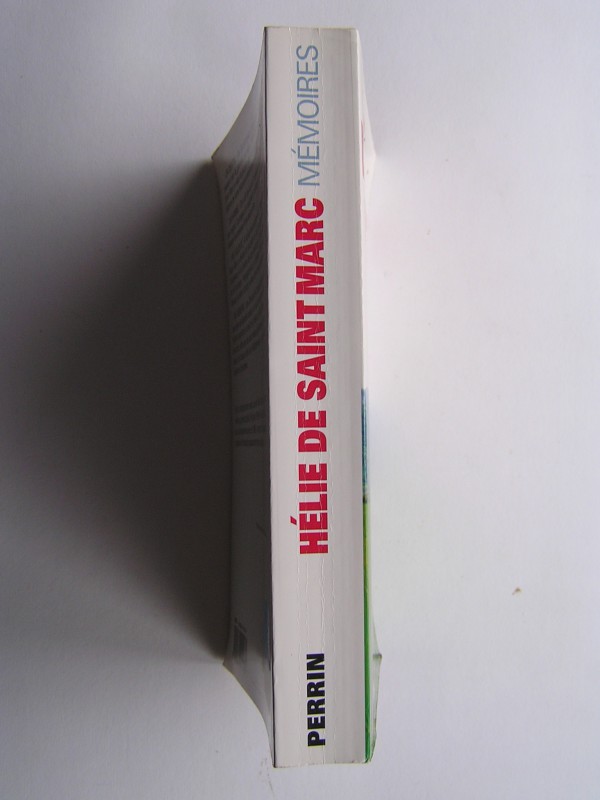 HÉLIE DE SAINT MARC MÉMOIRES
PERRIN